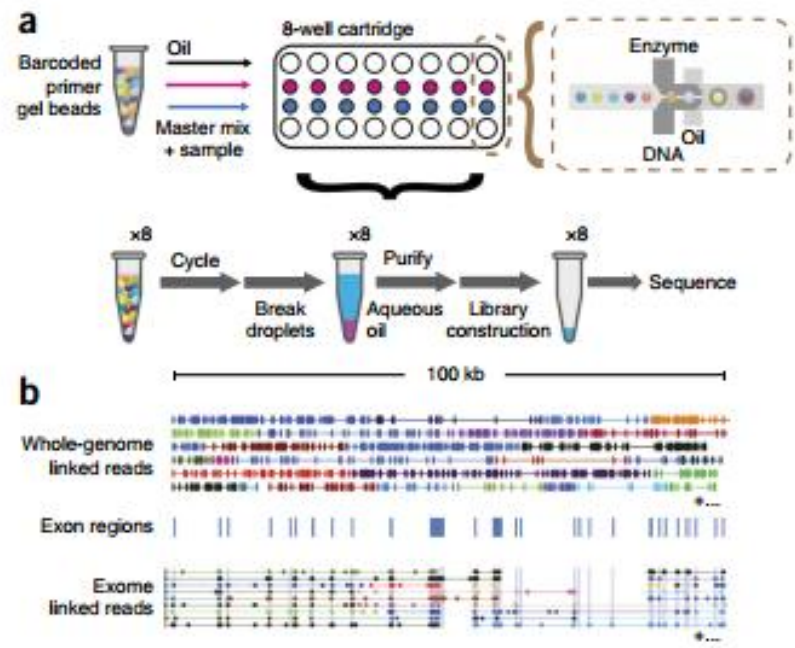 a
8-well cartridge
Oil
Barcoded
primer
gel beads
Master mix
+ sample
Enzyme
Oil
DNA
×8
×8
×8
Cycle
Purify
Sequence
Break
droplets
Aqueous
oil
Library
construction
100 kb
b
Whole-genome
linked reads
Exon regions
Exome
linked reads